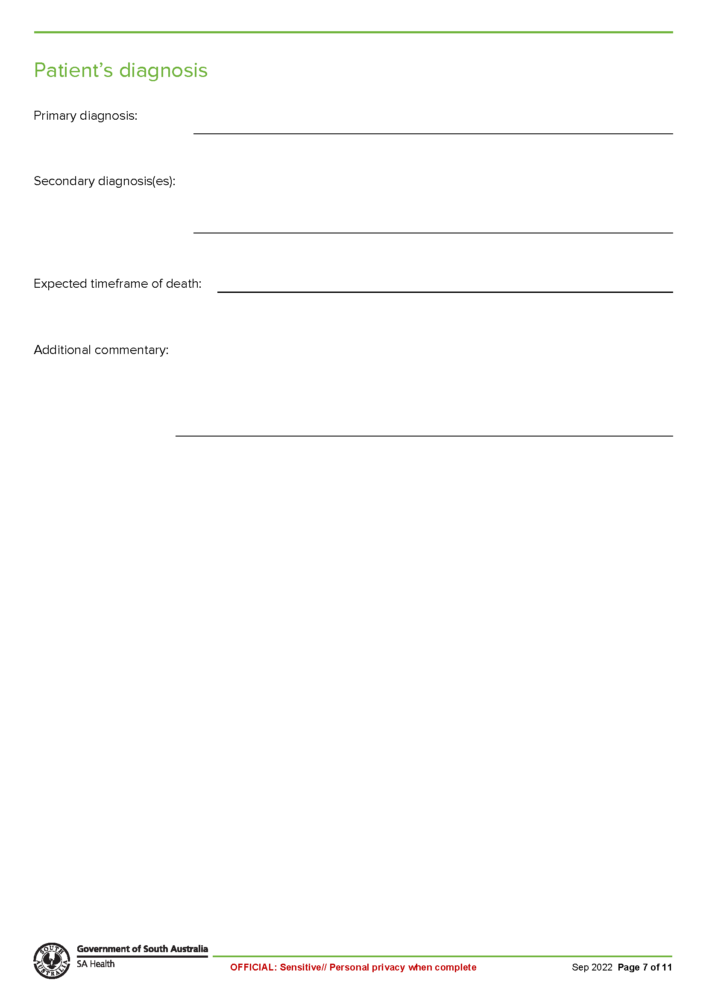 Patient’s diagnosis
Primary diagnosis:
Secondary diagnosis(es):
Expected timeframe of death:
Additional commentary:
SOUTH AUSTRALIA
Government of South Australia
SA Health
OFFICIAL: Sensitive// Personal privacy when complete
Sep 2022 Page 7 of 11